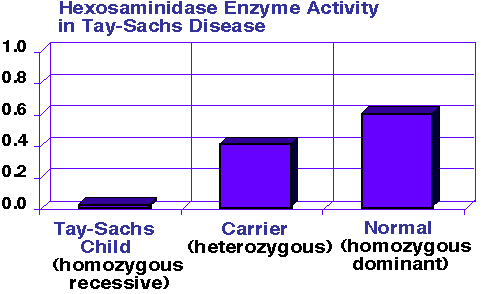 Hexosaminidase Enzyme Activity
in Tay-Sachs Disease
1.0
0.8
0.6
0.4
0.2
0.0
Tay-Sachs Child
(homozygous recessive)
Carrier
(heterozygous)
Normal
(homozygous dominant)